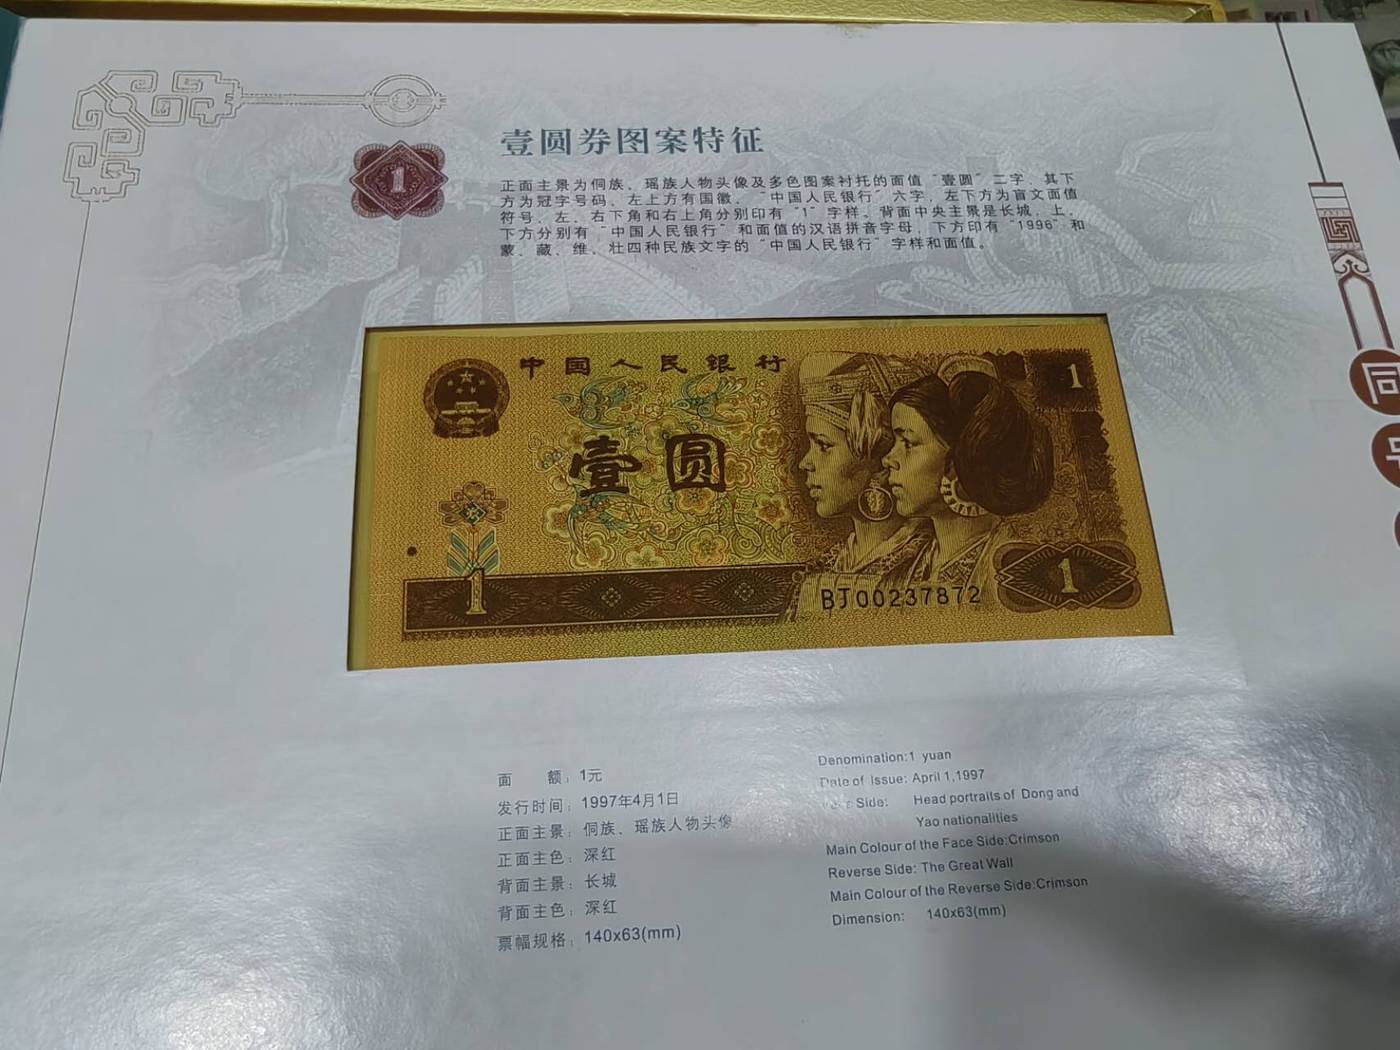 壹圆券图案特征
1
正面主景为侗族、瑶族人物头像及多色图案衬托的面值“壹圆”二字，其下
方为冠字号码，左上方有国徽、“中国人民银行”六字，左下方为盲文面值
符号，左、右下角和右上角分别印有“1”字样。背面中央主景是长城，上、
下方分别有“中国人民银行”和面值的汉语拼音字母，下方印有“1996”和
蒙、藏、维、壮四种民族文字的“中国人民银行”字样和面值。
中国人民银行
1
壹圆
1
BJ00237872
1
同
号
面 额：1元
发行时间：1997年4月1日
正面主景：侗族、瑶族人物头像
正面主色：深红
背面主景：长城
背面主色：深红
票幅规格：140x63(mm)
Denomination:1 yuan
Date of Issue: April 1,1997
Side: Head portraits of Dong and
Yao nationalities
Main Colour of the Face Side:Crimson
Reverse Side: The Great Wall
Main Colour of the Reverse Side:Crimson
Dimension: 140x63(mm)